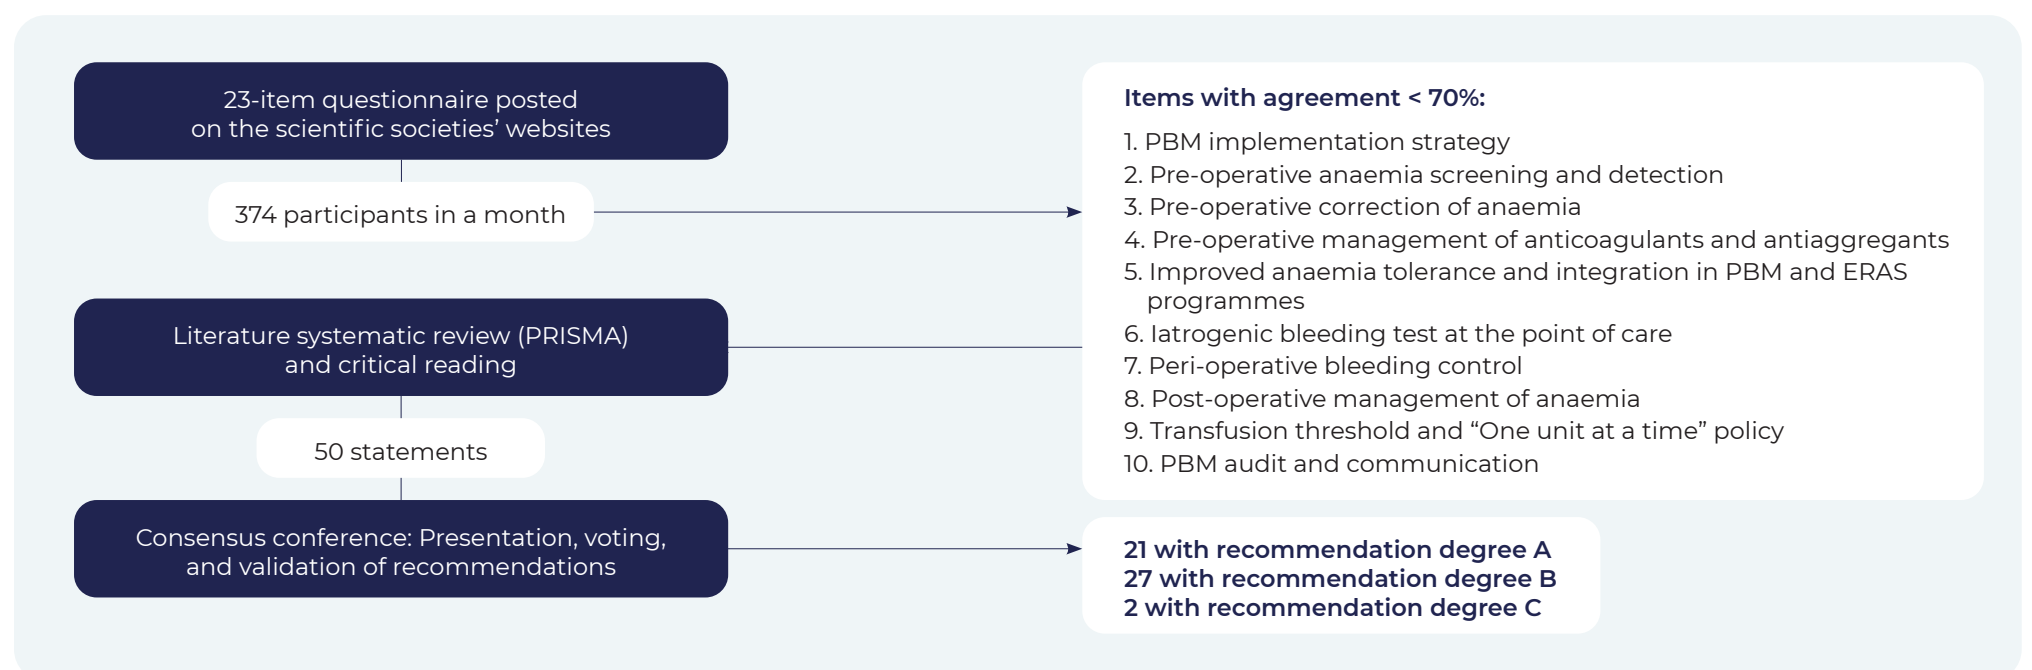 23-item questionnaire posted
on the scientific societies’ websites
374 participants in a month
Items with agreement < 70%:
1. PBM implementation strategy
2. Pre-operative anaemia screening and detection
3. Pre-operative correction of anaemia
4. Pre-operative management of anticoagulants and antiaggregants
5. Improved anaemia tolerance and integration in PBM and ERAS
programmes
6. Iatrogenic bleeding test at the point of care
7. Peri-operative bleeding control
8. Post-operative management of anaemia
9. Transfusion threshold and “One unit at a time” policy
10. PBM audit and communication
Literature systematic review (PRISMA)
and critical reading
50 statements
Consensus conference: Presentation, voting,
and validation of recommendations
21 with recommendation degree A
27 with recommendation degree B
2 with recommendation degree C